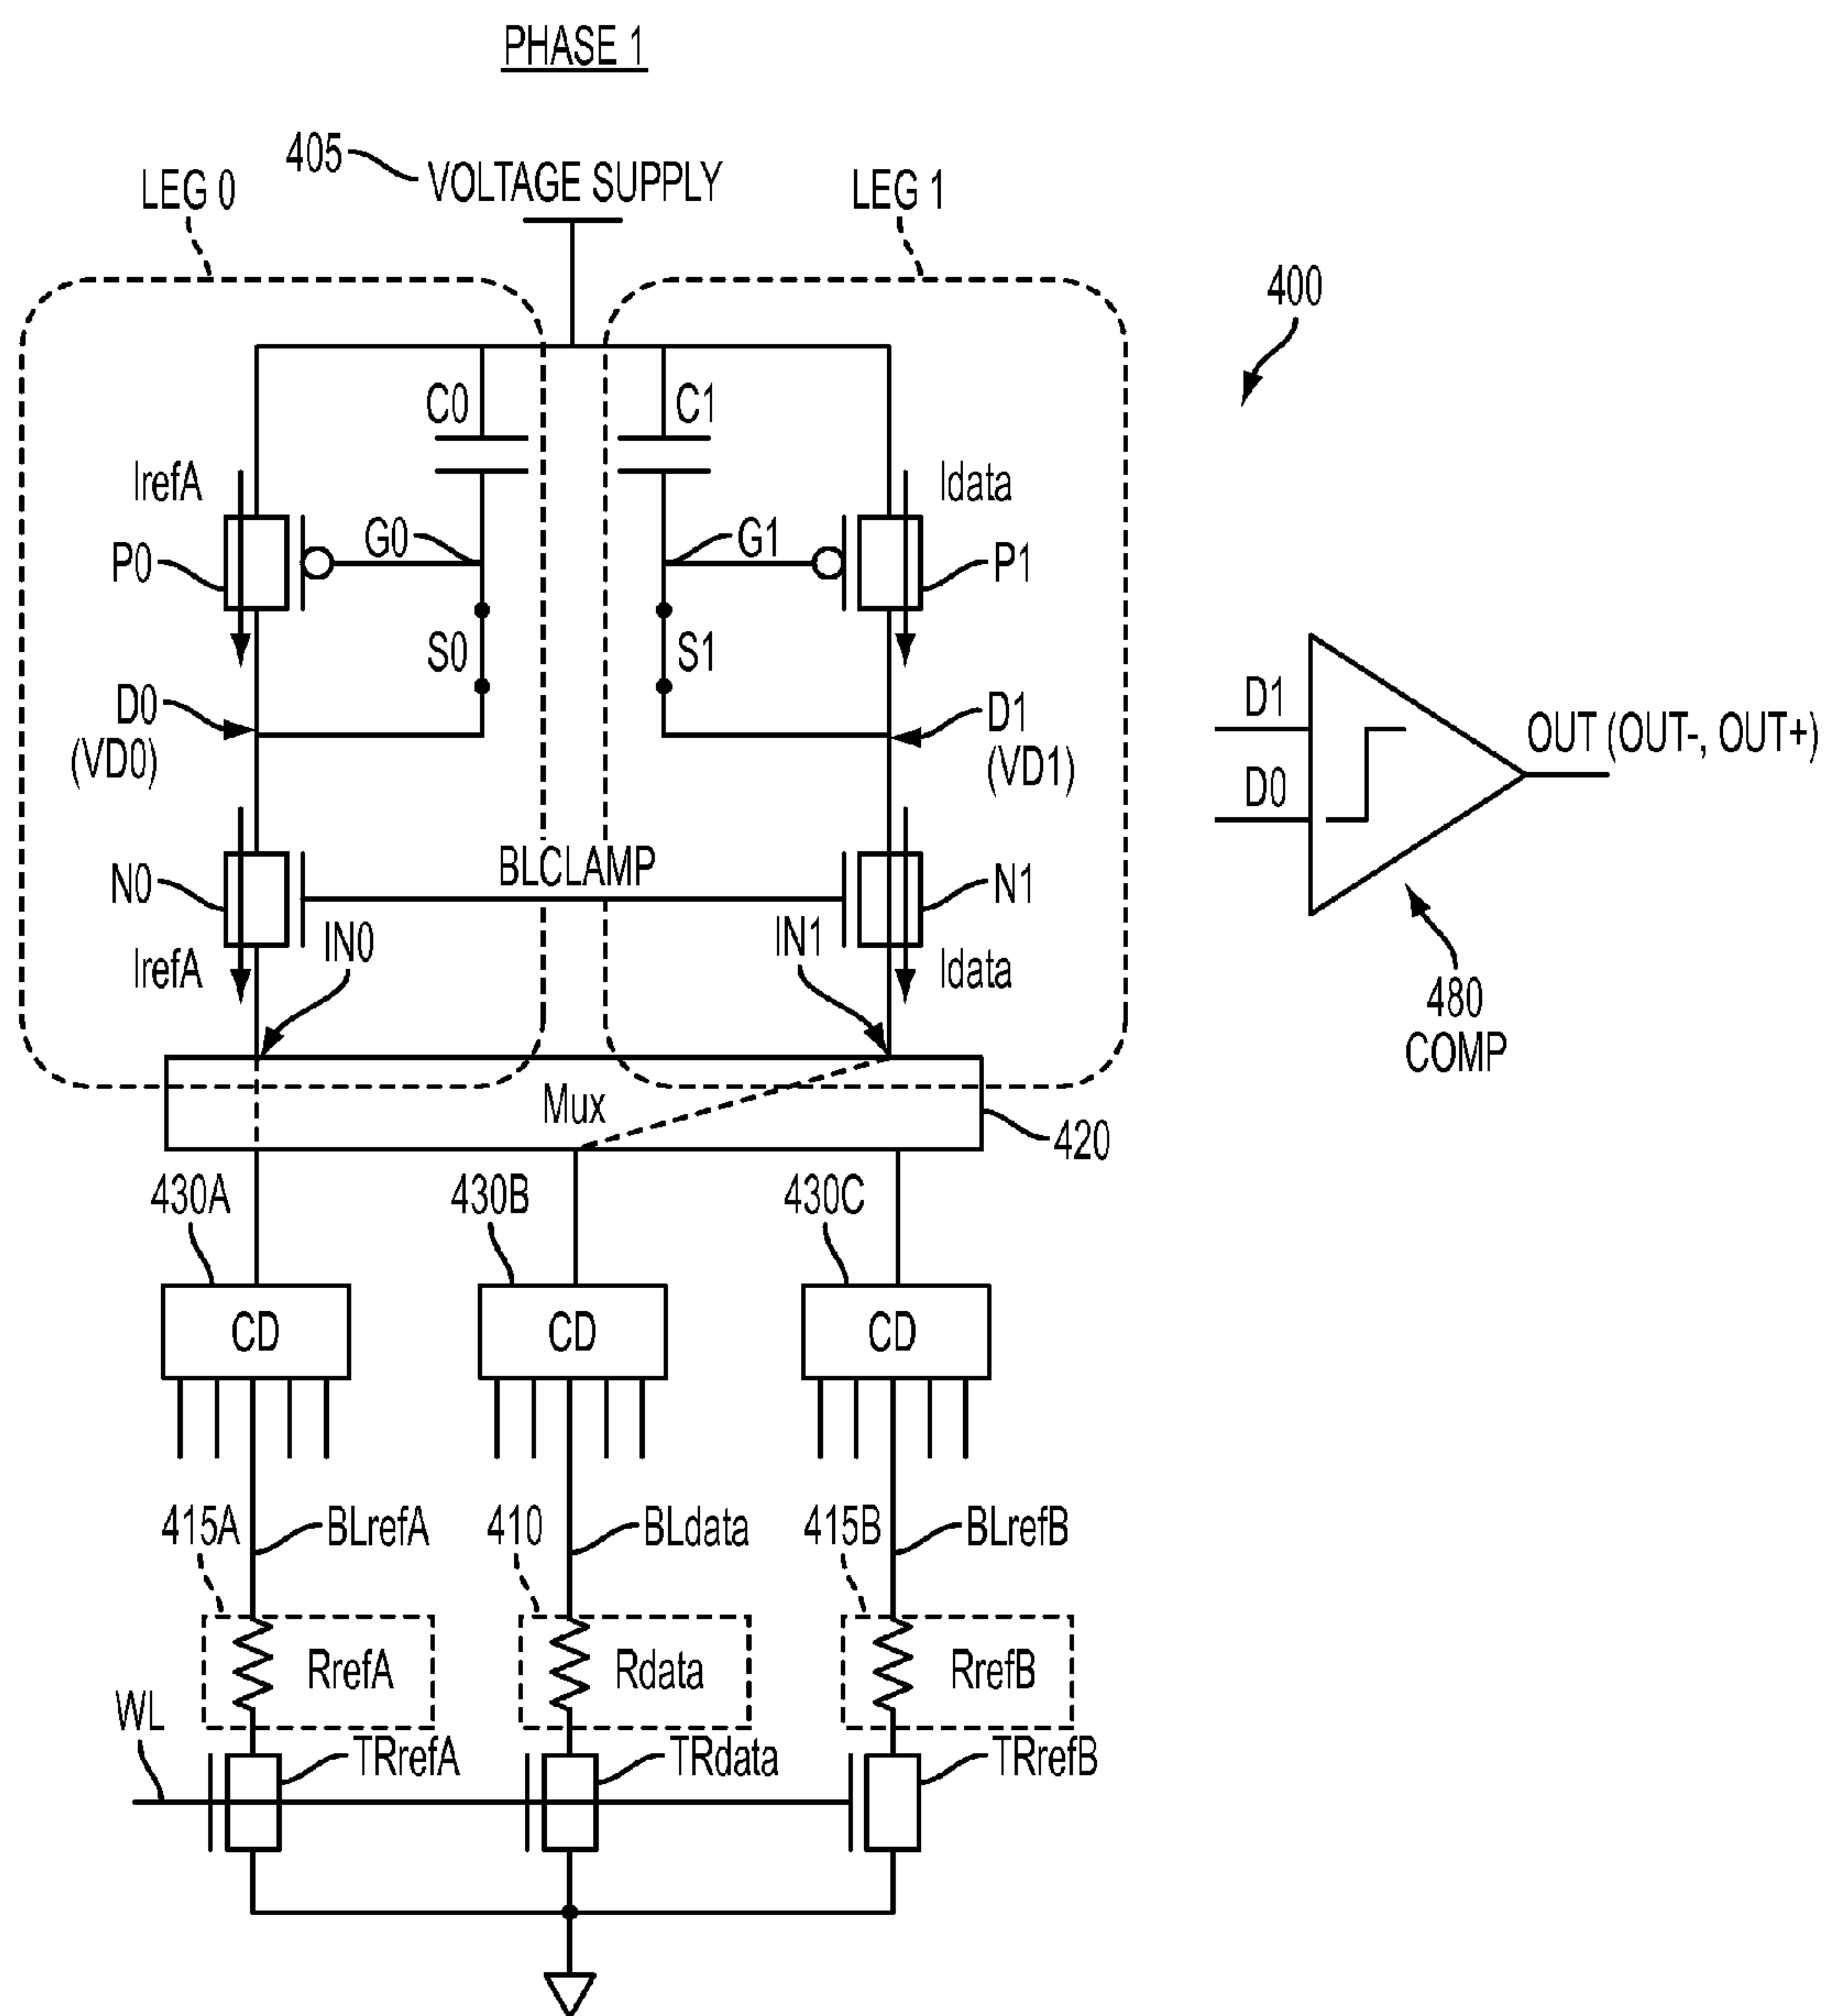 PHASE 1
405
VOLTAGE SUPPLY
LEG 0
LEG 1
400
C0
C1
IrefA
Idata
G0
G1
P0
P1
S0
S1
D0
(VD0)
D1
(VD1)
D1
D0
OUT (OUT-, OUT+)
BLCLAMP
N0
N1
IN0
IN1
IrefA
Idata
480
COMP
Mux
420
430A
430B
430C
CD
CD
CD
415A
BLrefA
410
BLdata
415B
BLrefB
RrefA
Rdata
RrefB
WL
TRrefA
TRdata
TRrefB